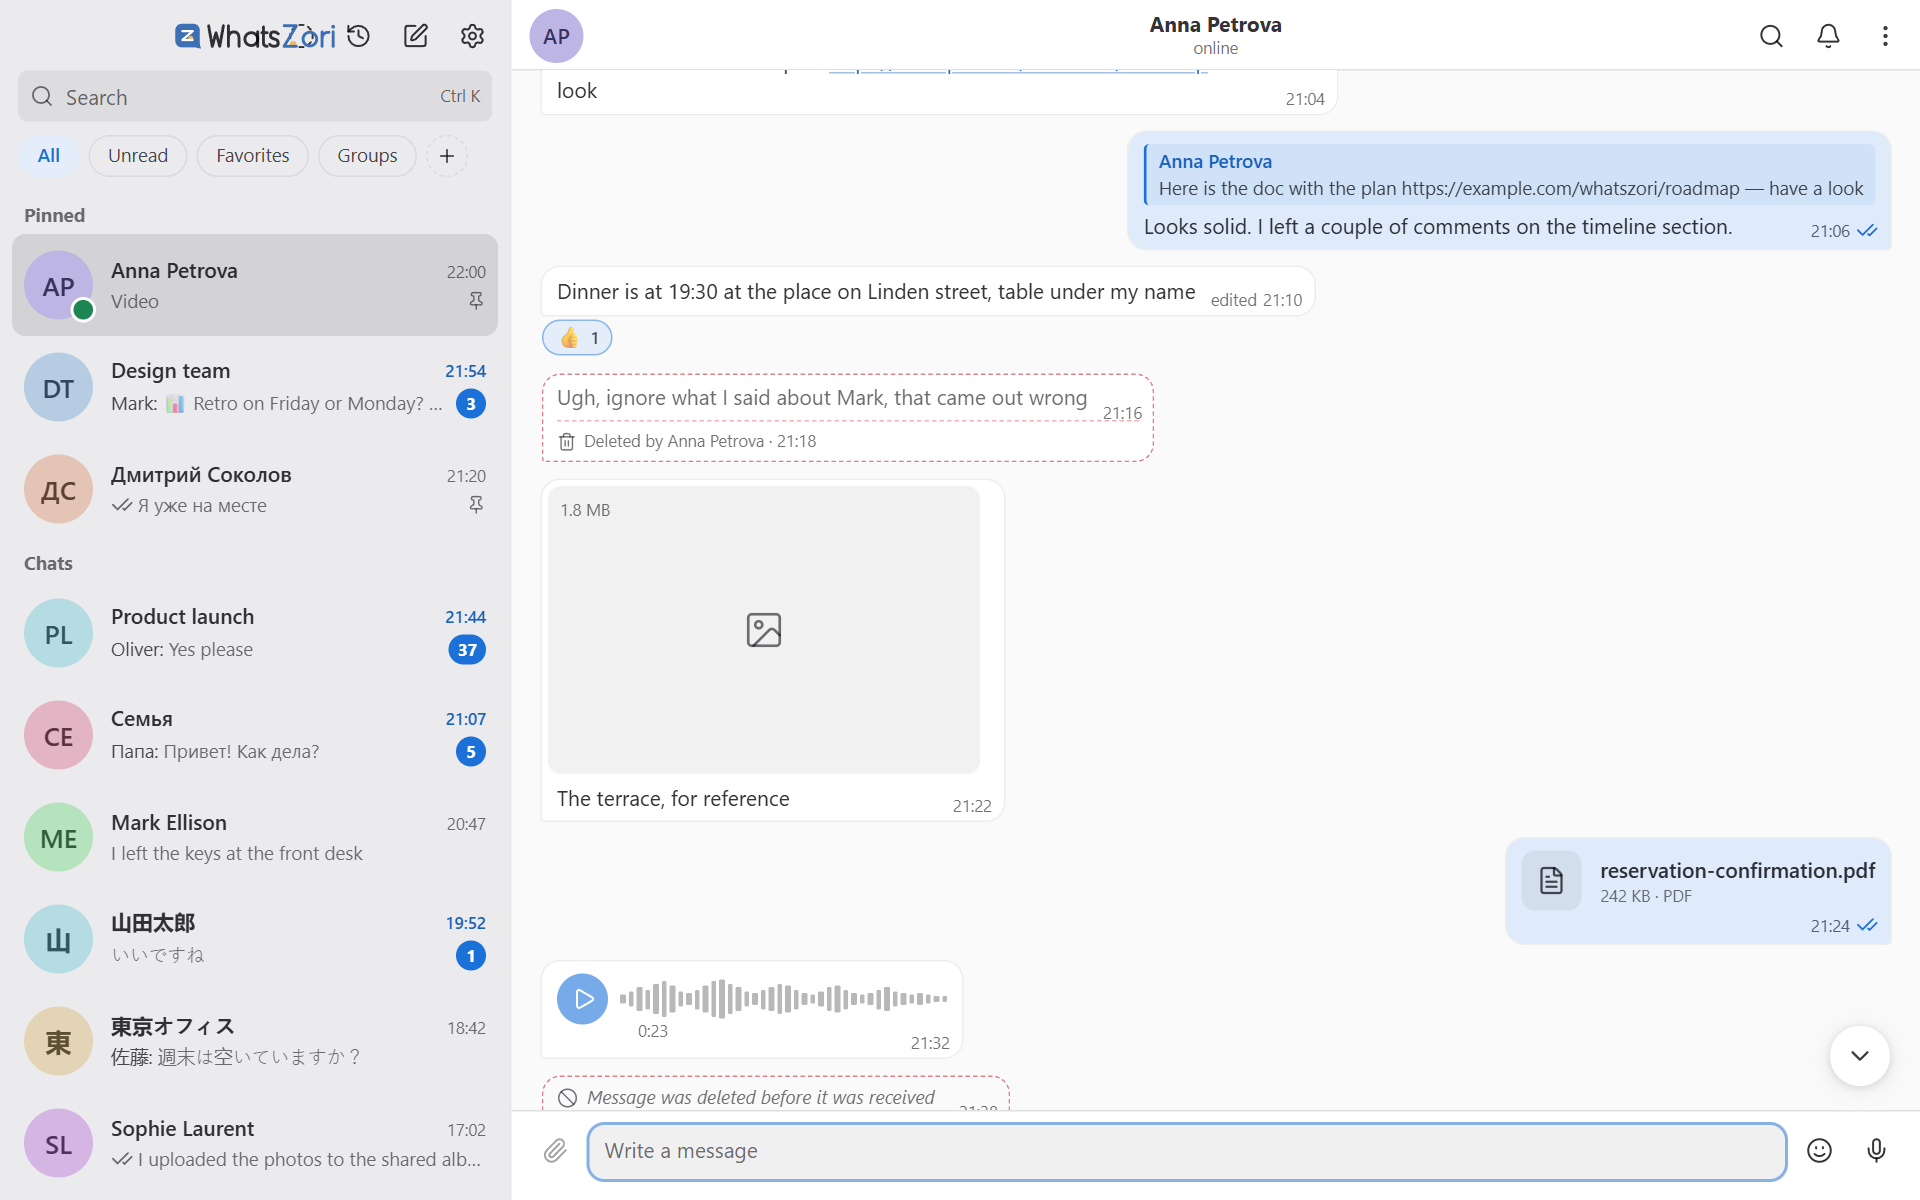 WhatsZori
Search
Ctrl K
All
Unread
Favorites
Groups
Pinned
AP
Anna Petrova
22:00
Video
DT
Design team
21:54
Mark: 📊 Retro on Friday or Monday? ...
3
ДС
Дмитрий Соколов
21:20
Я уже на месте
Chats
PL
Product launch
21:44
Oliver: Yes please
37
СЕ
Семья
21:07
Папа: Привет! Как дела?
5
ME
Mark Ellison
20:47
I left the keys at the front desk
山
山田太郎
19:52
いいですね
1
東
東京オフィス
18:42
佐藤: 週末は空いていますか？
SL
Sophie Laurent
17:02
I uploaded the photos to the shared alb...
AP
Anna Petrova
online
look
21:04
Anna Petrova
Here is the doc with the plan https://example.com/whatszori/roadmap — have a look
Looks solid. I left a couple of comments on the timeline section.
21:06
Dinner is at 19:30 at the place on Linden street, table under my name
edited 21:10
👍 1
Ugh, ignore what I said about Mark, that came out wrong
21:16
Deleted by Anna Petrova · 21:18
1.8 MB
The terrace, for reference
21:22
reservation-confirmation.pdf
242 KB · PDF
21:24
0:23
21:32
Message was deleted before it was received
Write a message